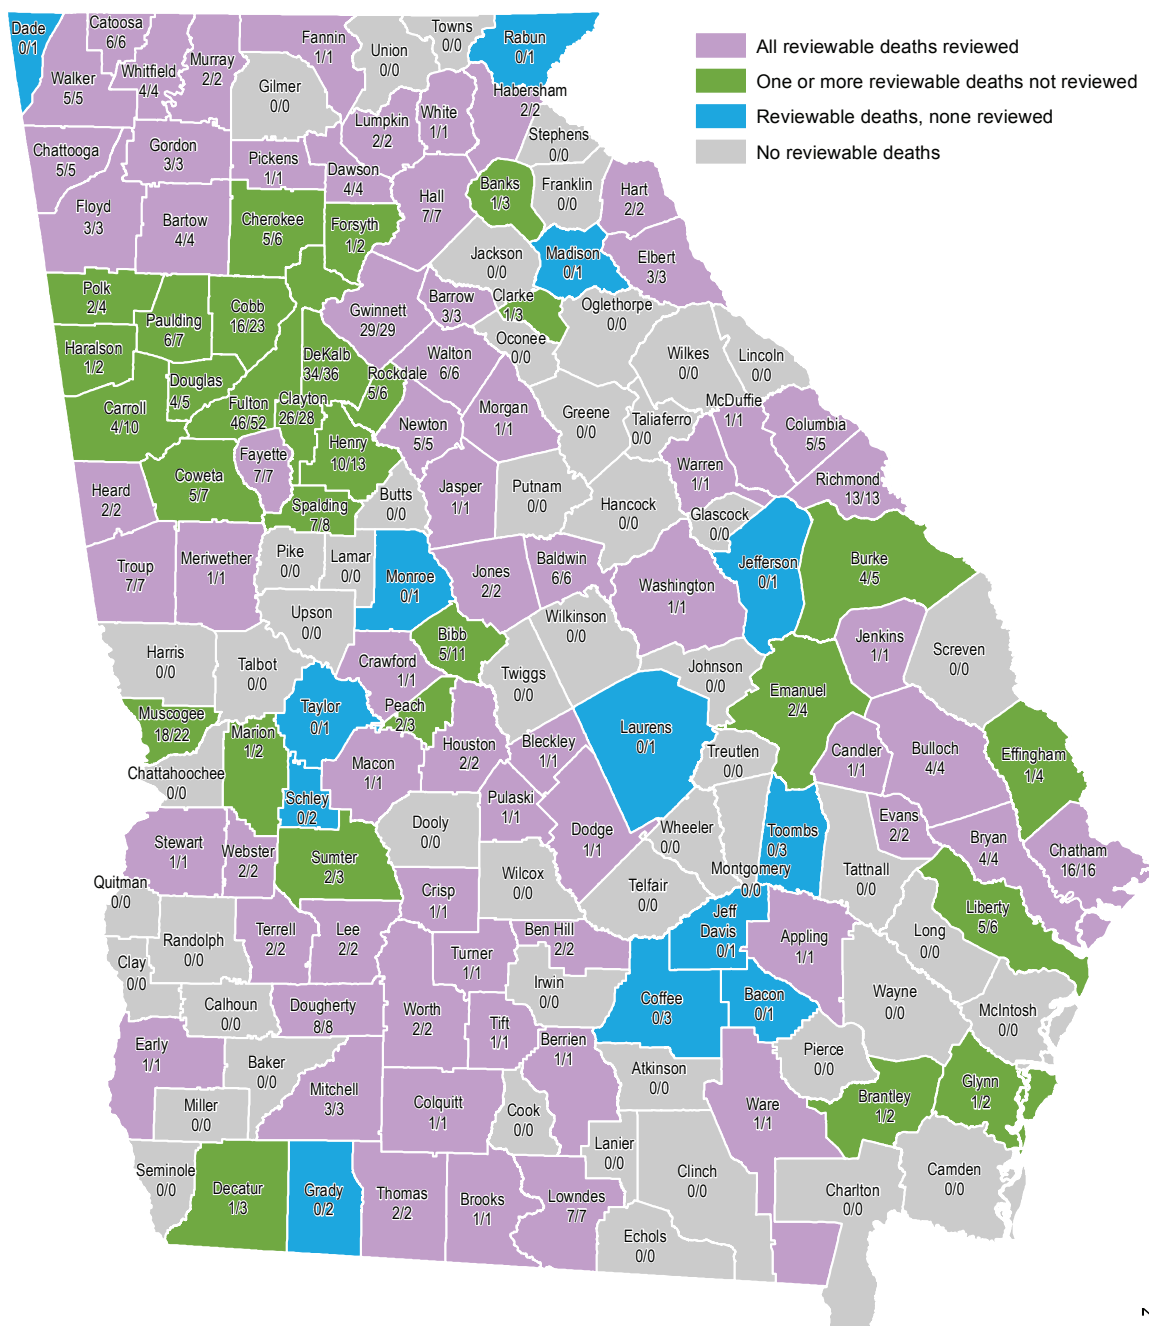 Dade
0/1
Catoosa
6/6
Walker
5/5
Whitfield
4/4
Murray
2/2
Fannin
1/1
Gilmer
0/0
Union
0/0
Towns
0/0
Rabun
0/1
All reviewable deaths reviewed
One or more reviewable deaths not reviewed
Reviewable deaths, none reviewed
No reviewable deaths
Habersham
2/2
White
1/1
Lumpkin
2/2
Stephens
0/0
Chattooga
5/5
Gordon
3/3
Pickens
1/1
Dawson
4/4
Hall
7/7
Banks
1/3
Franklin
0/0
Hart
2/2
Floyd
3/3
Bartow
4/4
Cherokee
5/6
Forsyth
1/2
Jackson
0/0
Madison
0/1
Elbert
3/3
Polk
2/4
Paulding
6/7
Cobb
16/23
Gwinnett
29/29
Barrow
3/3
Clarke
1/3
Oglethorpe
0/0
Oconee
0/0
Haralson
1/2
Douglas
4/5
DeKalb
34/36
Rockdale
5/6
Walton
6/6
Wilkes
0/0
Lincoln
0/0
Carroll
4/10
Fulton
46/52
Clayton
26/28
Morgan
1/1
Greene
0/0
Taliaferro
0/0
McDuffie
1/1
Columbia
5/5
Newton
5/5
Henry
10/13
Fayette
7/7
Coweta
5/7
Heard
2/2
Spalding
7/8
Butts
0/0
Jasper
1/1
Putnam
0/0
Hancock
0/0
Warren
1/1
Glascock
0/0
Richmond
13/13
Troup
7/7
Meriwether
1/1
Pike
0/0
Lamar
0/0
Monroe
0/1
Jones
2/2
Baldwin
6/6
Washington
1/1
Jefferson
0/1
Burke
4/5
Upson
0/0
Bibb
5/11
Wilkinson
0/0
Jenkins
1/1
Screven
0/0
Harris
0/0
Talbot
0/0
Crawford
1/1
Twiggs
0/0
Johnson
0/0
Emanuel
2/4
Muscogee
18/22
Marion
1/2
Taylor
0/1
Peach
2/3
Houston
2/2
Bleckley
1/1
Laurens
0/1
Treutlen
0/0
Candler
1/1
Bulloch
4/4
Effingham
1/4
Chattahoochee
0/0
Schley
0/2
Macon
1/1
Pulaski
1/1
Dooly
0/0
Dodge
1/1
Wheeler
0/0
Montgomery
0/0
Toombs
0/3
Tattnall
0/0
Evans
2/2
Bryan
4/4
Chatham
16/16
Stewart
1/1
Webster
2/2
Sumter
2/3
Quitman
0/0
Crisp
1/1
Wilcox
0/0
Telfair
0/0
Jeff
Davis
0/1
Appling
1/1
Long
0/0
Liberty
5/6
Randolph
0/0
Terrell
2/2
Lee
2/2
Clay
0/0
Turner
1/1
Ben Hill
2/2
Irwin
0/0
Coffee
0/3
Bacon
0/1
Wayne
0/0
McIntosh
0/0
Calhoun
0/0
Dougherty
8/8
Worth
2/2
Tift
1/1
Berrien
1/1
Early
1/1
Baker
0/0
Mitchell
3/3
Miller
0/0
Colquitt
1/1
Cook
0/0
Atkinson
0/0
Ware
1/1
Pierce
0/0
Brantley
1/2
Glynn
1/2
Lanier
0/0
Clinch
0/0
Seminole
0/0
Decatur
1/3
Grady
0/2
Thomas
2/2
Brooks
1/1
Lowndes
7/7
Echols
0/0
Charlton
0/0
Camden
0/0